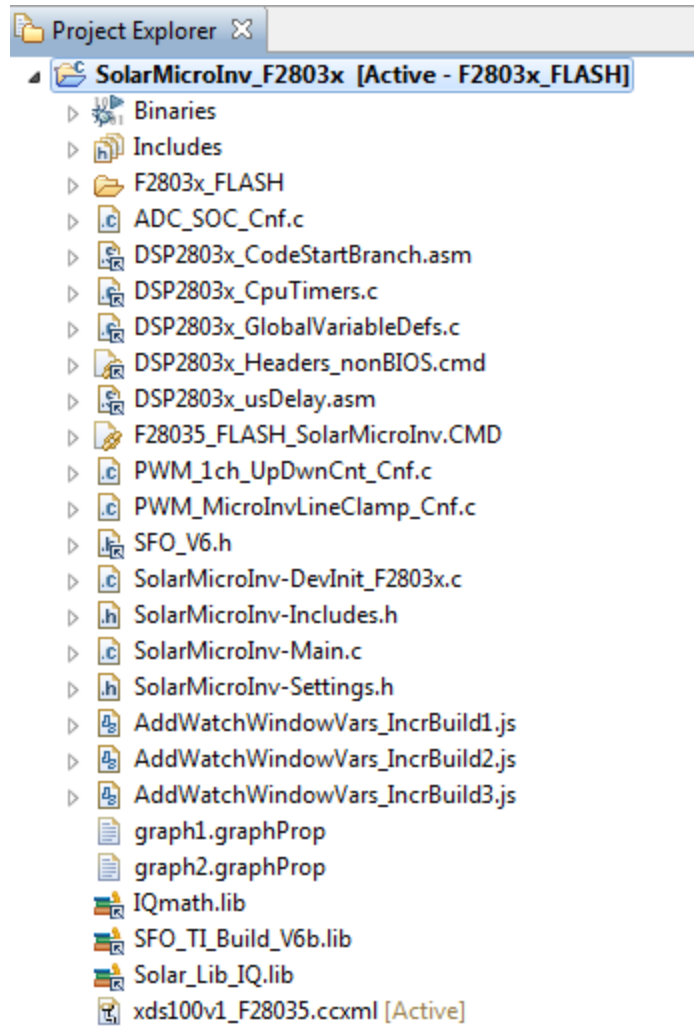 Project Explorer
SolarMicroInv_F2803x [Active - F2803x_FLASH]
Binaries
Includes
F2803x_FLASH
ADC_SOC_Cnf.c
DSP2803x_CodeStartBranch.asm
DSP2803x_CpuTimers.c
DSP2803x_GlobalVariableDefs.c
DSP2803x_Headers_nonBIOS.cmd
DSP2803x_usDelay.asm
F28035_FLASH_SolarMicroInv.CMD
PWM_1ch_UpDwnCnt_Cnf.c
PWM_MicroInvLineClamp_Cnf.c
SFO_V6.h
SolarMicroInv-DevInit_F2803x.c
SolarMicroInv-Includes.h
SolarMicroInv-Main.c
SolarMicroInv-Settings.h
AddWatchWindowVars_IncrBuild1.js
AddWatchWindowVars_IncrBuild2.js
AddWatchWindowVars_IncrBuild3.js
graph1.graphProp
graph2.graphProp
IQmath.lib
SFO_TI_Build_V6b.lib
Solar_Lib_IQ.lib
xds100v1_F28035.ccxml [Active]